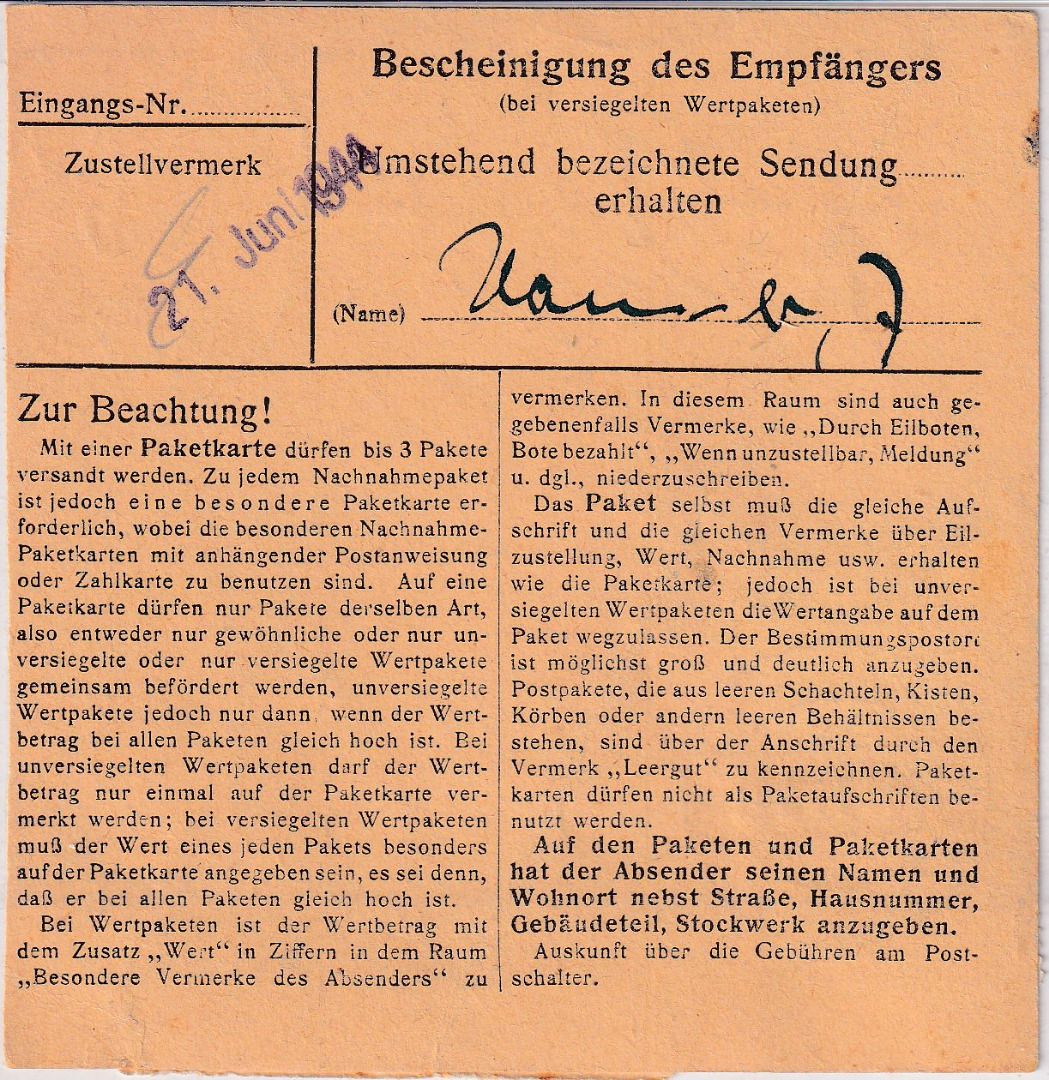 Eingangs-Nr.
Zustellvermerk
21. Juni 1941
Bescheinigung des Empfängers
(bei versiegelten Wertpaketen)
Umstehend bezeichnete Sendung
erhalten
(Name)
Zur Beachtung!
Mit einer Paketkarte dürfen bis 3 Pakete
versandt werden. Zu jedem Nachnahmepaket
ist jedoch eine besondere Paketkarte er-
forderlich, wobei die besonderen Nachnahme-
Paketkarten mit anhängender Postanweisung
oder Zahlkarte zu benutzen sind. Auf eine
Paketkarte dürfen nur Pakete derselben Art,
also entweder nur gewöhnliche oder nur un-
versiegelte oder nur versiegelte Wertpakete
gemeinsam befördert werden, unversiegelte
Wertpakete jedoch nur dann, wenn der Wert-
betrag bei allen Paketen gleich hoch ist. Bei
unversiegelten Wertpaketen darf der Wert-
betrag nur einmal auf der Paketkarte ver-
merkt werden; bei versiegelten Wertpaketen
muß der Wert eines jeden Pakets besonders
auf der Paketkarte angegeben sein, es sei denn,
daß er bei allen Paketen gleich hoch ist.
Bei Wertpaketen ist der Wertbetrag mit
dem Zusatz „Wert“ in Ziffern in dem Raum
„Besondere Vermerke des Absenders“ zu
vermerken. In diesem Raum sind auch ge-
gebenenfalls Vermerke, wie „Durch Eilboten,
Bote bezahlt“, „Wenn unzustellbar, Meldung“
u. dgl., niederzuschreiben.
Das Paket selbst muß die gleiche Auf-
schrift und die gleichen Vermerke über Eil-
zustellung, Wert, Nachnahme usw. erhalten
wie die Paketkarte; jedoch ist bei unver-
siegelten Wertpaketen die Wertangabe auf dem
Paket wegzulassen. Der Bestimmungspostort
ist möglichst groß und deutlich anzugeben.
Postpakete, die aus leeren Schachteln, Kisten,
Körben oder andern leeren Behältnissen be-
stehen, sind über der Anschrift durch den
Vermerk „Leergut“ zu kennzeichnen. Paket-
karten dürfen nicht als Paketaufschriften be-
nutzt werden.
Auf den Paketen und Paketkarten
hat der Absender seinen Namen und
Wohnort nebst Straße, Hausnummer,
Gebäudeteil, Stockwerk anzugeben.
Auskunft über die Gebühren am Post-
schalter.